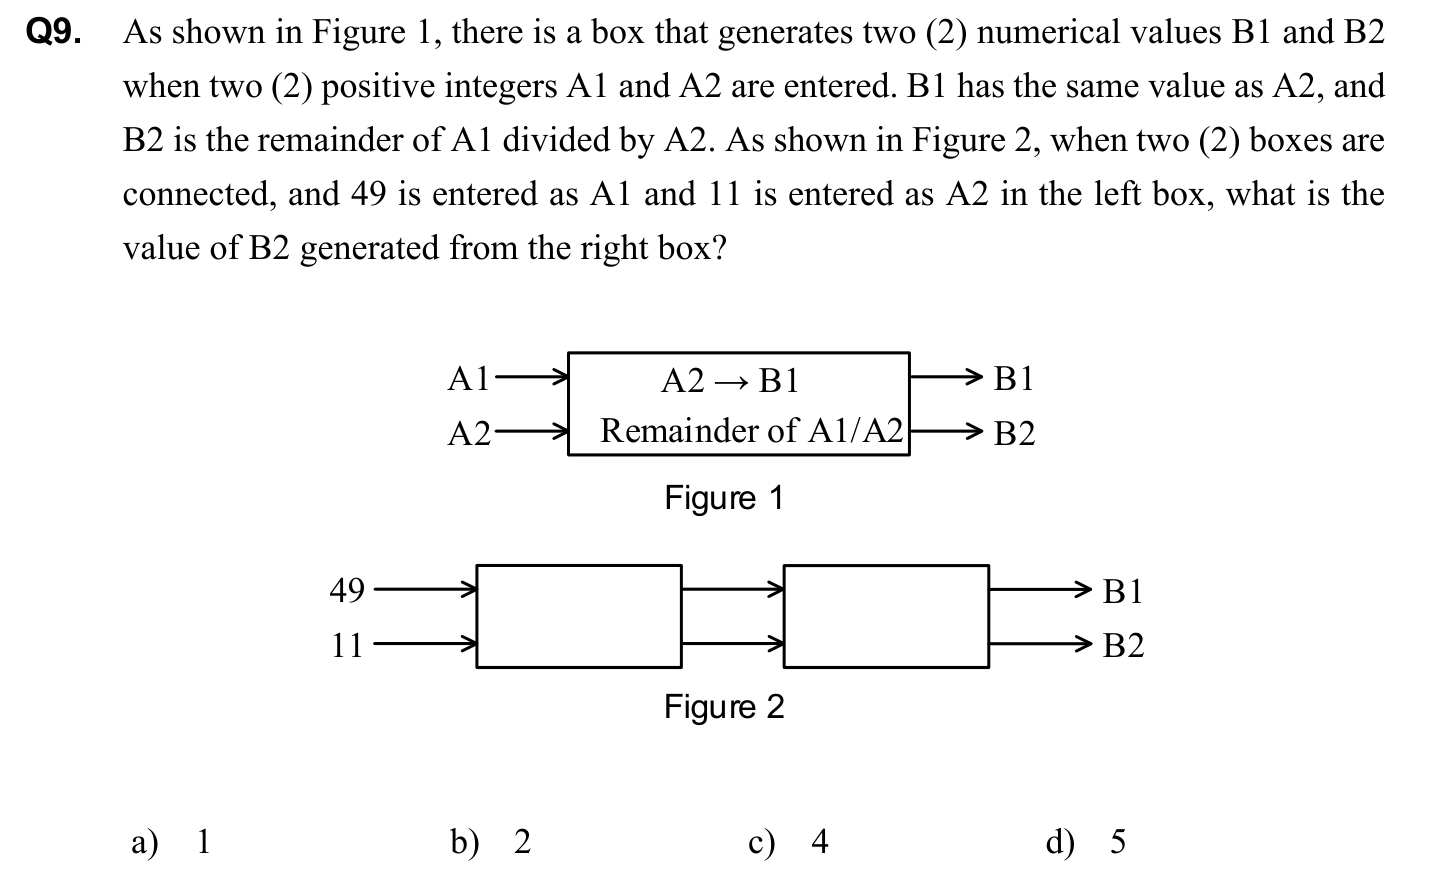 Q9. As shown in Figure 1, there is a box that generates two (2) numerical values B1 and B2
when two (2) positive integers A1 and A2 are entered. B1 has the same value as A2, and
B2 is the remainder of A1 divided by A2. As shown in Figure 2, when two (2) boxes are
connected, and 49 is entered as A1 and 11 is entered as A2 in the left box, what is the
value of B2 generated from the right box?
A1 A2 → B1 B1
A2 Remainder of A1/A2 B2
Figure 1
49 B1
11 B2
Figure 2
a) 1 b) 2 c) 4 d) 5